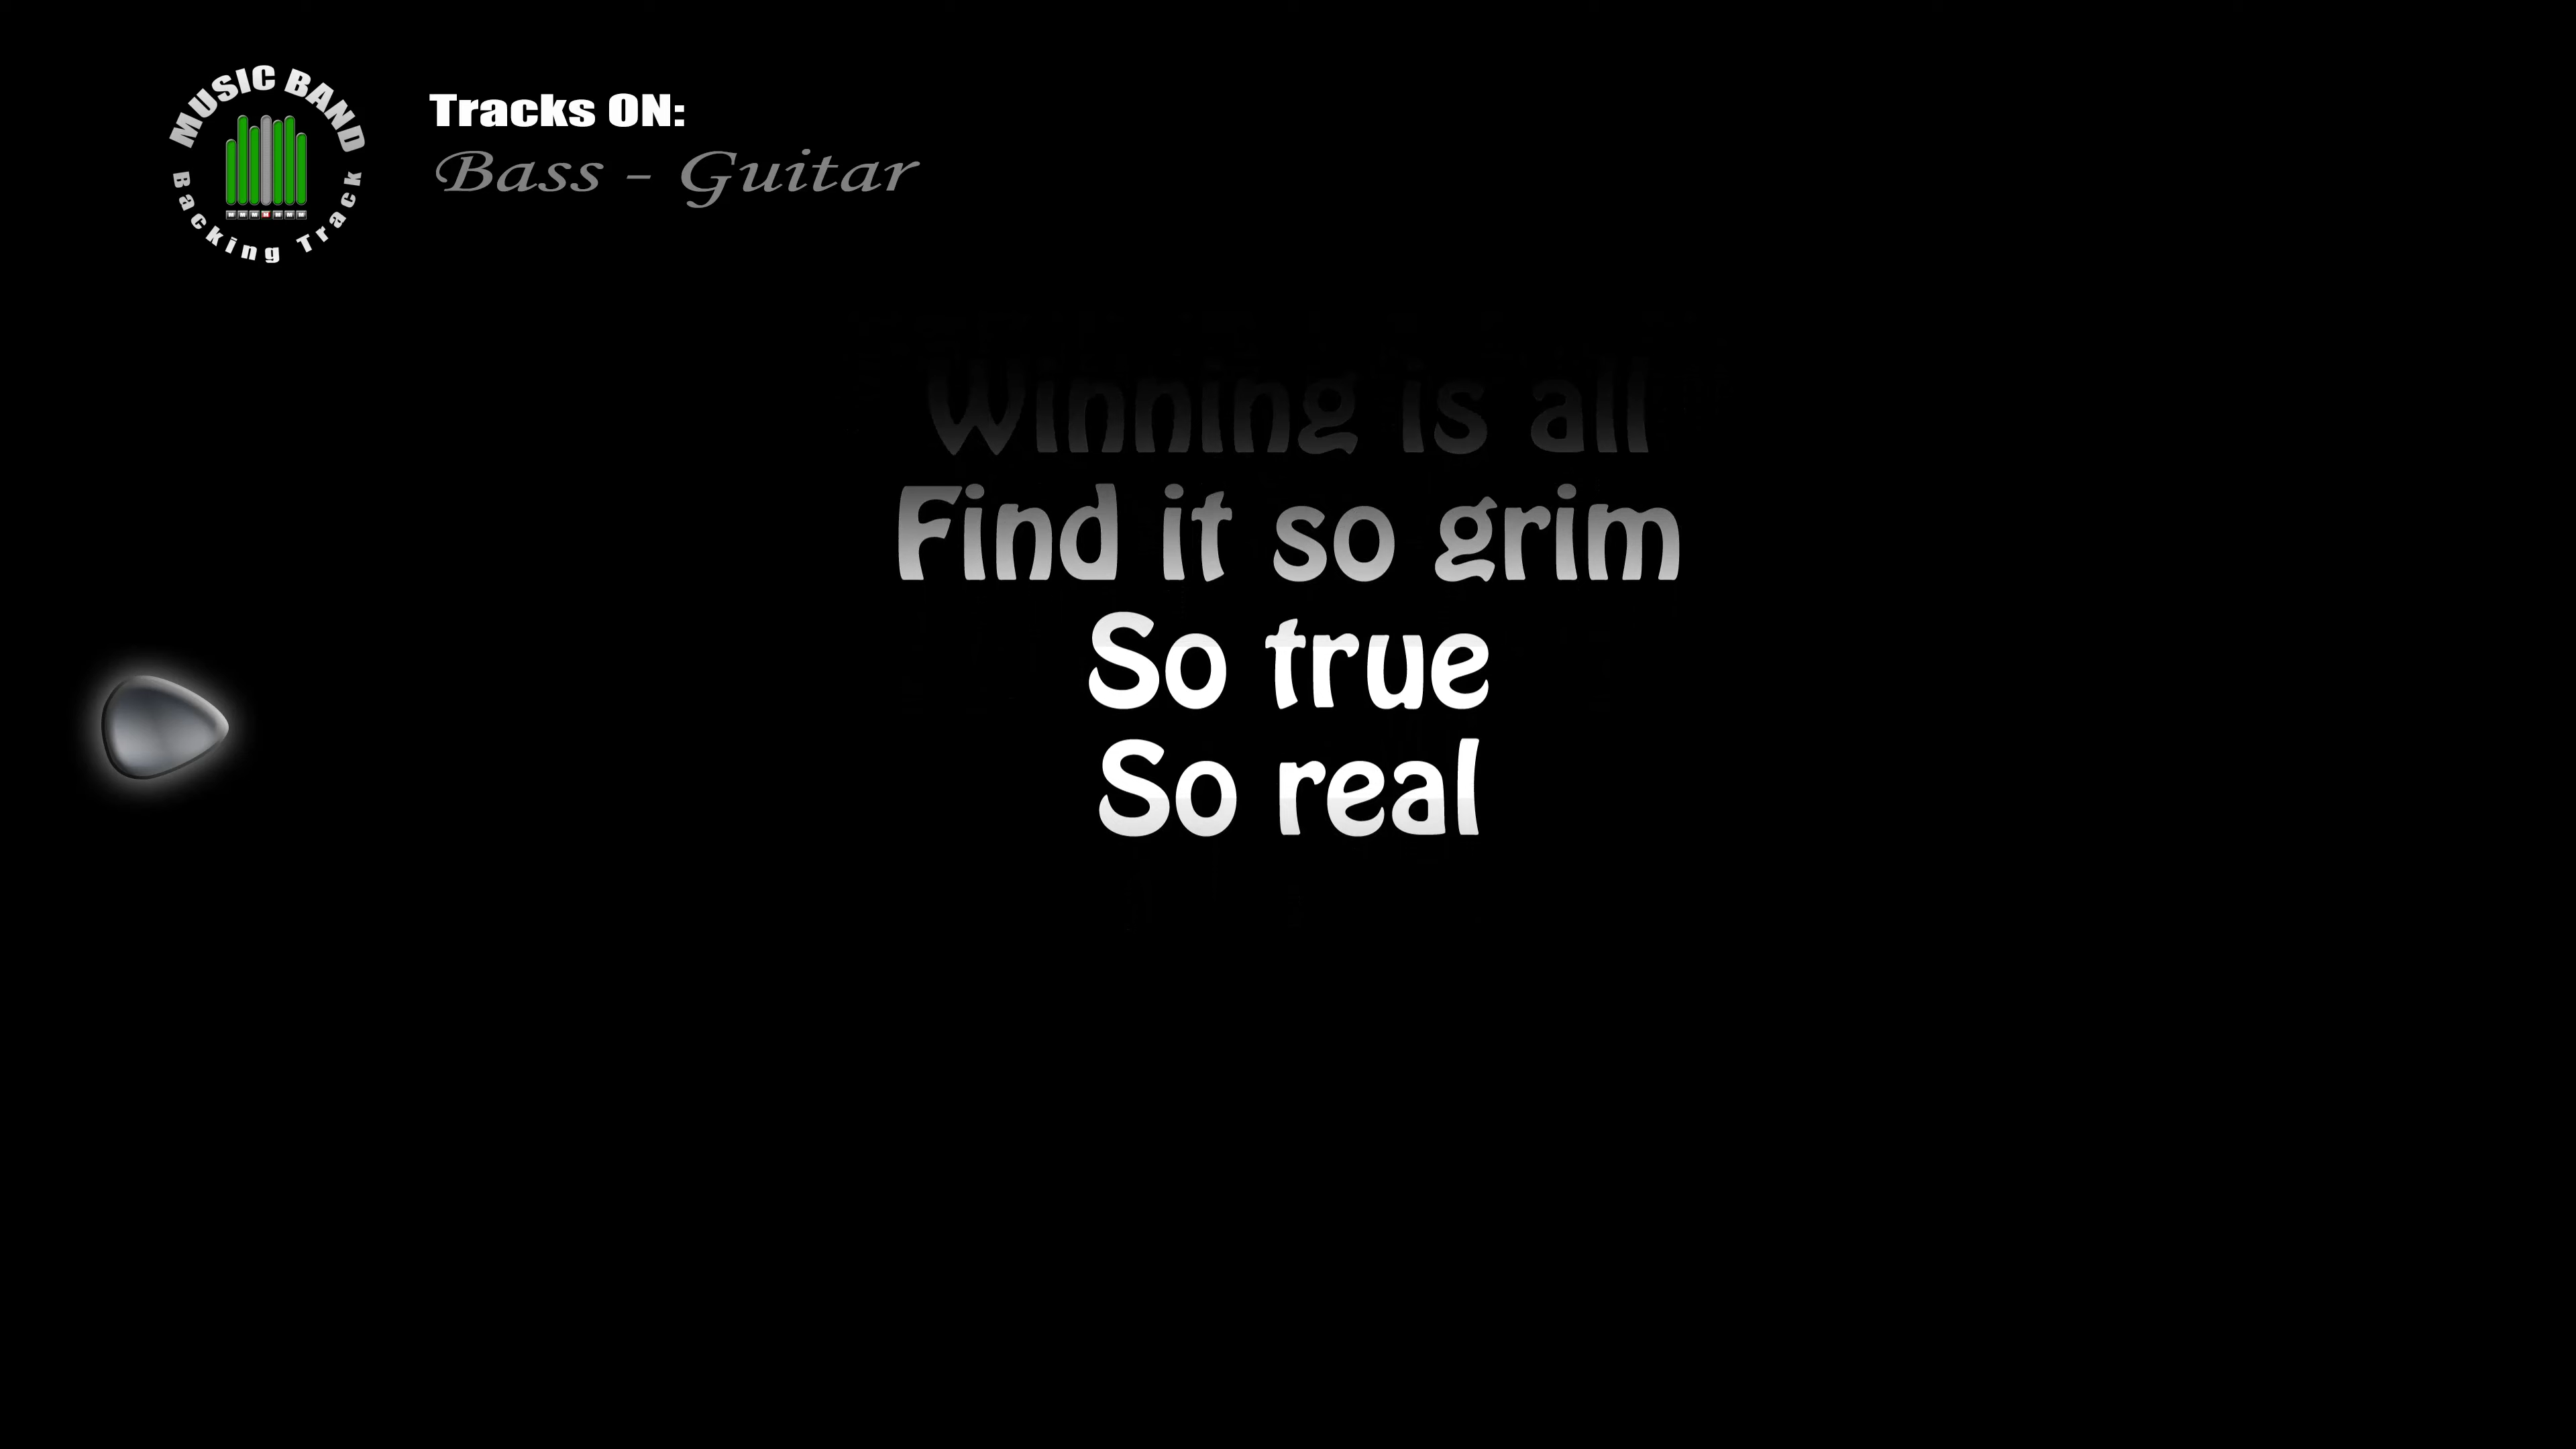 MUSIC BAND
Backing Track
Tracks ON:
Bass - Guitar
Winning is all
Find it so grim
So true
So real